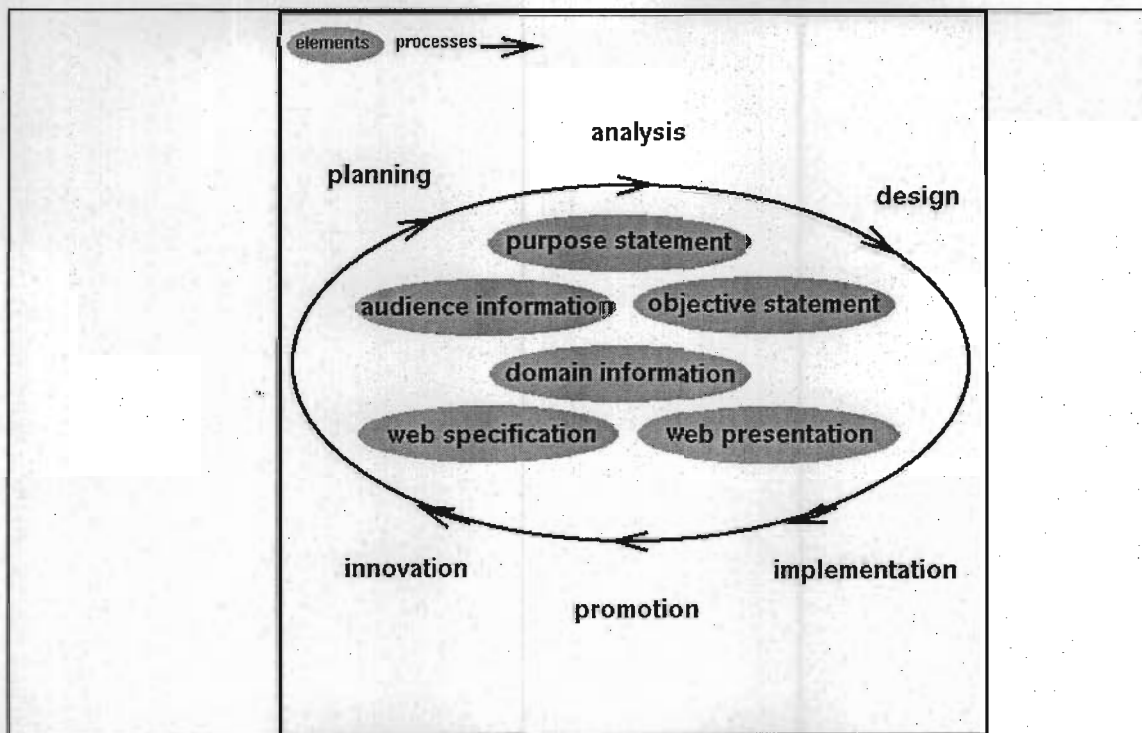 elements processes
analysis
planning
design
purpose statement
audience information objective statement
domain information
web specification web presentation
innovation implementation
promotion